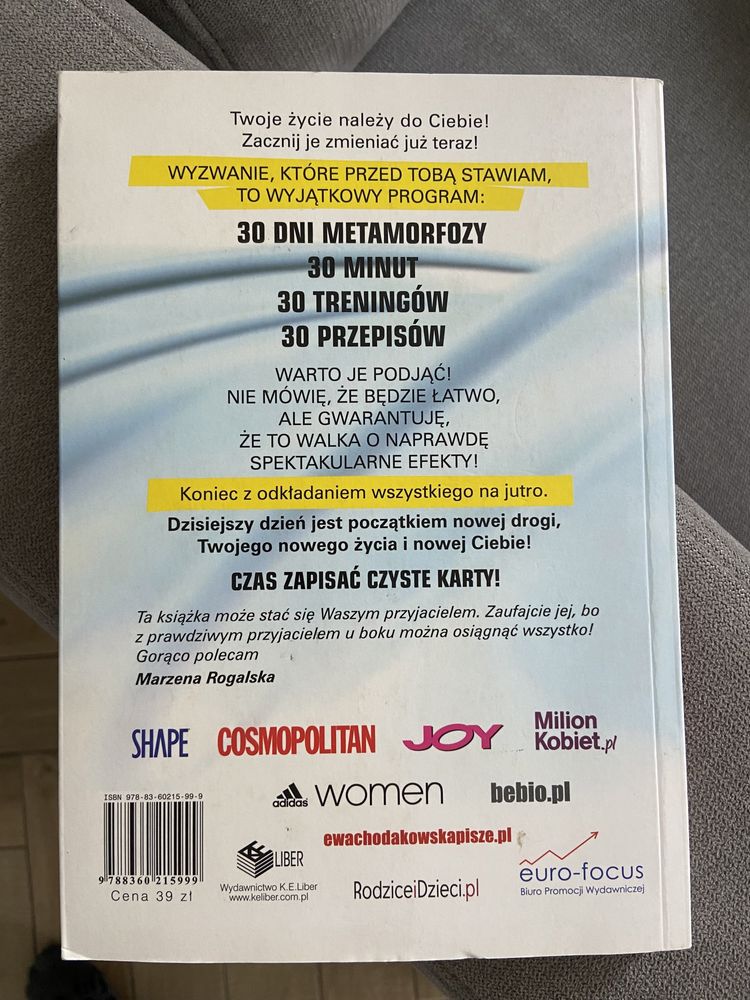 Twoje życie należy do Ciebie!
Zacznij je zmieniać już teraz!
WYZWANIE, KTÓRE PRZED TOBĄ STAWIAM,
TO WYJĄTKOWY PROGRAM:
30 DNI METAMORFOZY
30 MINUT
30 TRENINGÓW
30 PRZEPISÓW
WARTO JE PODJĄĆ!
NIE MÓWIĘ, ŻE BĘDZIE ŁATWO,
ALE GWARANTUJĘ,
ŻE TO WALKA O NAPRAWDĘ
SPEKTAKULARNE EFEKTY!
Koniec z odkładaniem wszystkiego na jutro.
Dzisiejszy dzień jest początkiem nowej drogi,
Twojego nowego życia i nowej Ciebie!
CZAS ZAPISAĆ CZYSTE KARTY!
Ta książka może stać się Waszym przyjacielem. Zaufajcie jej, bo
z prawdziwym przyjacielem u boku można osiągnąć wszystko!
Gorąco polecam
Marzena Rogalska
SHAPE COSMOPOLITAN JOY Milion
Kobiet.pl
ISBN 978-83-60215-99-9
adidas women bebio.pl
ewachodakowskapisze.pl
LIBER
Wydawnictwo K.E.Liber
www.keliber.com.pl
RodziceiDzieci.pl
euro-focus
Biuro Promocji Wydawniczej
9 788360 215999
Cena 39 zł